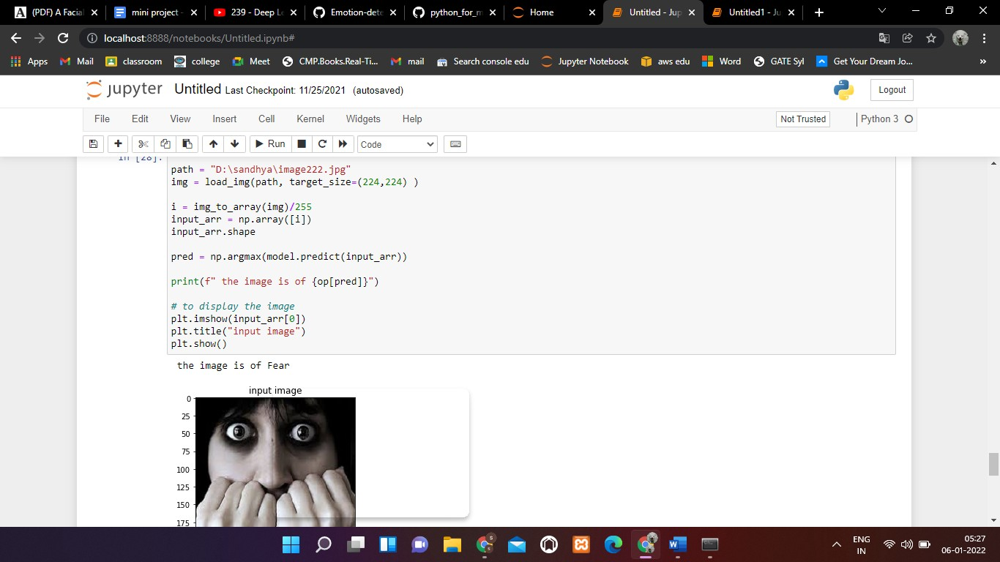 (PDF) A Facial
mini project -
239 - Deep Le
Emotion-dete
python_for_m
Home
Untitled - Jup
Untitled1 - Ju
localhost:8888/notebooks/Untitled.ipynb#
Apps
Mail
classroom
college
Meet
CMP.Books.Real-Ti...
mail
Search console edu
Jupyter Notebook
aws edu
Word
GATE Syl
Get Your Dream Jo...
»
jupyter
Untitled Last Checkpoint: 11/25/2021 (autosaved)
Logout
File Edit View Insert Cell Kernel Widgets Help
Not Trusted
Python 3
Run
Code
In [28]:
path = "D:\sandhya\image222.jpg"
img = load_img(path, target_size=(224,224) )
i = img_to_array(img)/255
input_arr = np.array([i])
input_arr.shape
pred = np.argmax(model.predict(input_arr))
print(f" the image is of {op[pred]}")
# to display the image
plt.imshow(input_arr[0])
plt.title("input image")
plt.show()
the image is of Fear
input image
0
25
50
75
100
125
150
175
ENG
IN
05:27
06-01-2022